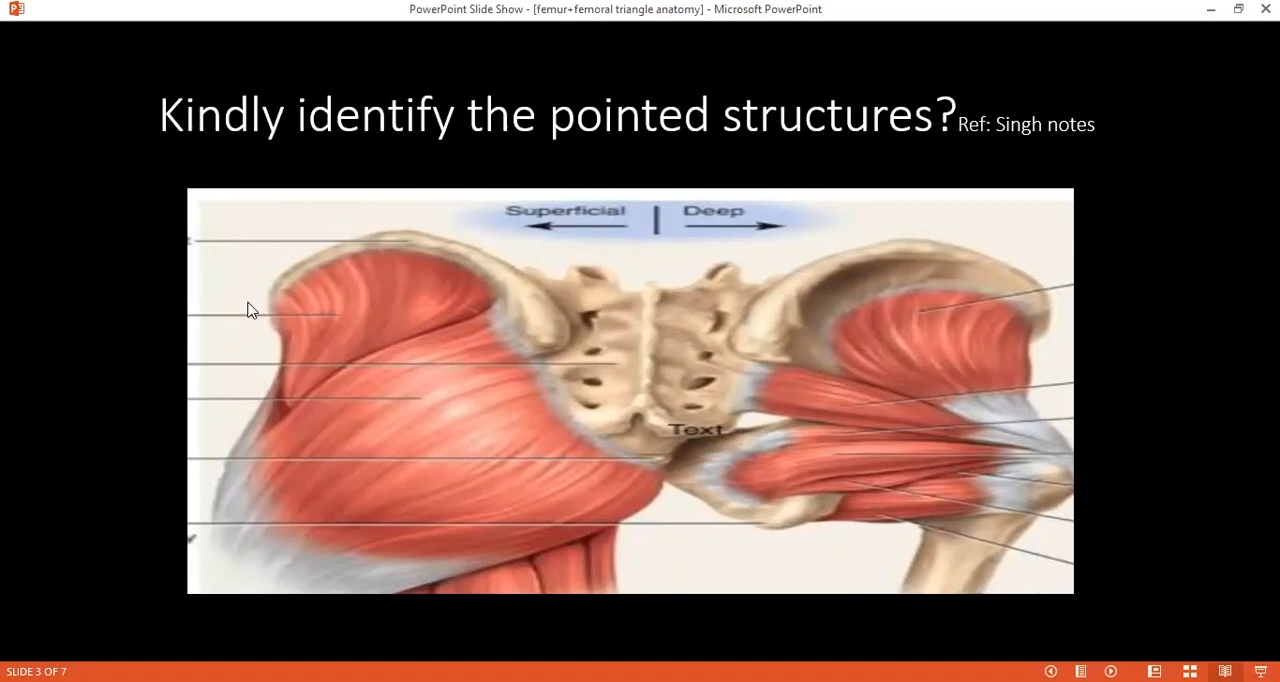 PowerPoint Slide Show - [femur+femoral triangle anatomy] - Microsoft PowerPoint
Kindly identify the pointed structures? Ref: Singh notes
Superficial | Deep
Text
SLIDE 3 OF 7